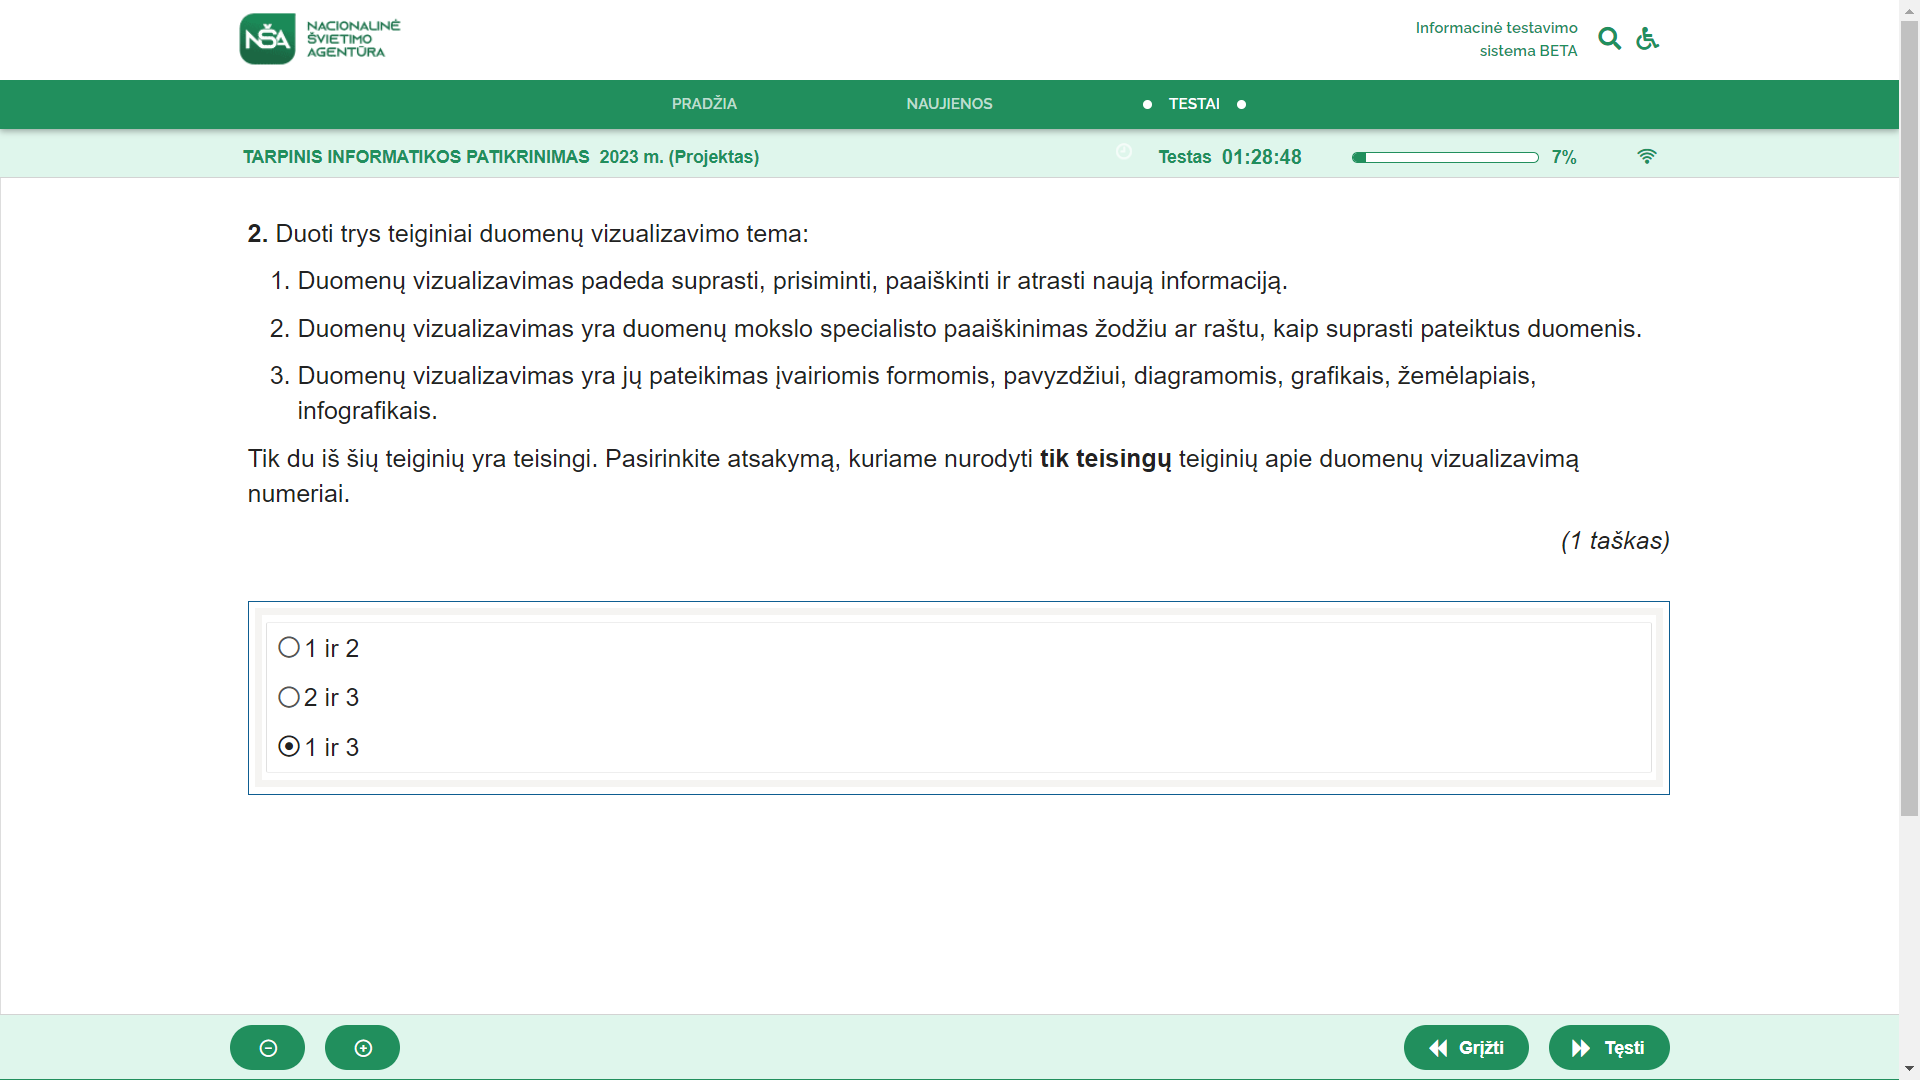 NŠA
NACIONALINĖ
ŠVIETIMO
AGENTŪRA
Informacinė testavimo
sistema BETA
PRADŽIA
NAUJIENOS
TESTAI
TARPINIS INFORMATIKOS PATIKRINIMAS 2023 m. (Projektas)
Testas 01:28:48
7%
2. Duoti trys teiginiai duomenų vizualizavimo tema:
1. Duomenų vizualizavimas padeda suprasti, prisiminti, paaiškinti ir atrasti naują informaciją.
2. Duomenų vizualizavimas yra duomenų mokslo specialisto paaiškinimas žodžiu ar raštu, kaip suprasti pateiktus duomenis.
3. Duomenų vizualizavimas yra jų pateikimas įvairiomis formomis, pavyzdžiui, diagramomis, grafikais, žemėlapiais,
infografikais.
Tik du iš šių teiginių yra teisingi. Pasirinkite atsakymą, kuriame nurodyti tik teisingų teiginių apie duomenų vizualizavimą
numeriai.
(1 taškas)
1 ir 2
2 ir 3
1 ir 3
Grįžti
Tęsti